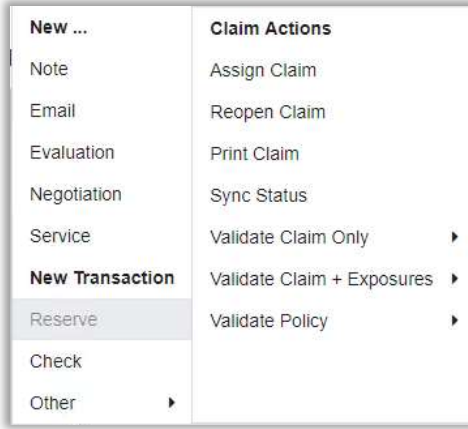 New ...
Note
Email
Evaluation
Negotiation
Service
New Transaction
Reserve
Check
Other
Claim Actions
Assign Claim
Reopen Claim
Print Claim
Sync Status
Validate Claim Only
Validate Claim + Exposures
Validate Policy